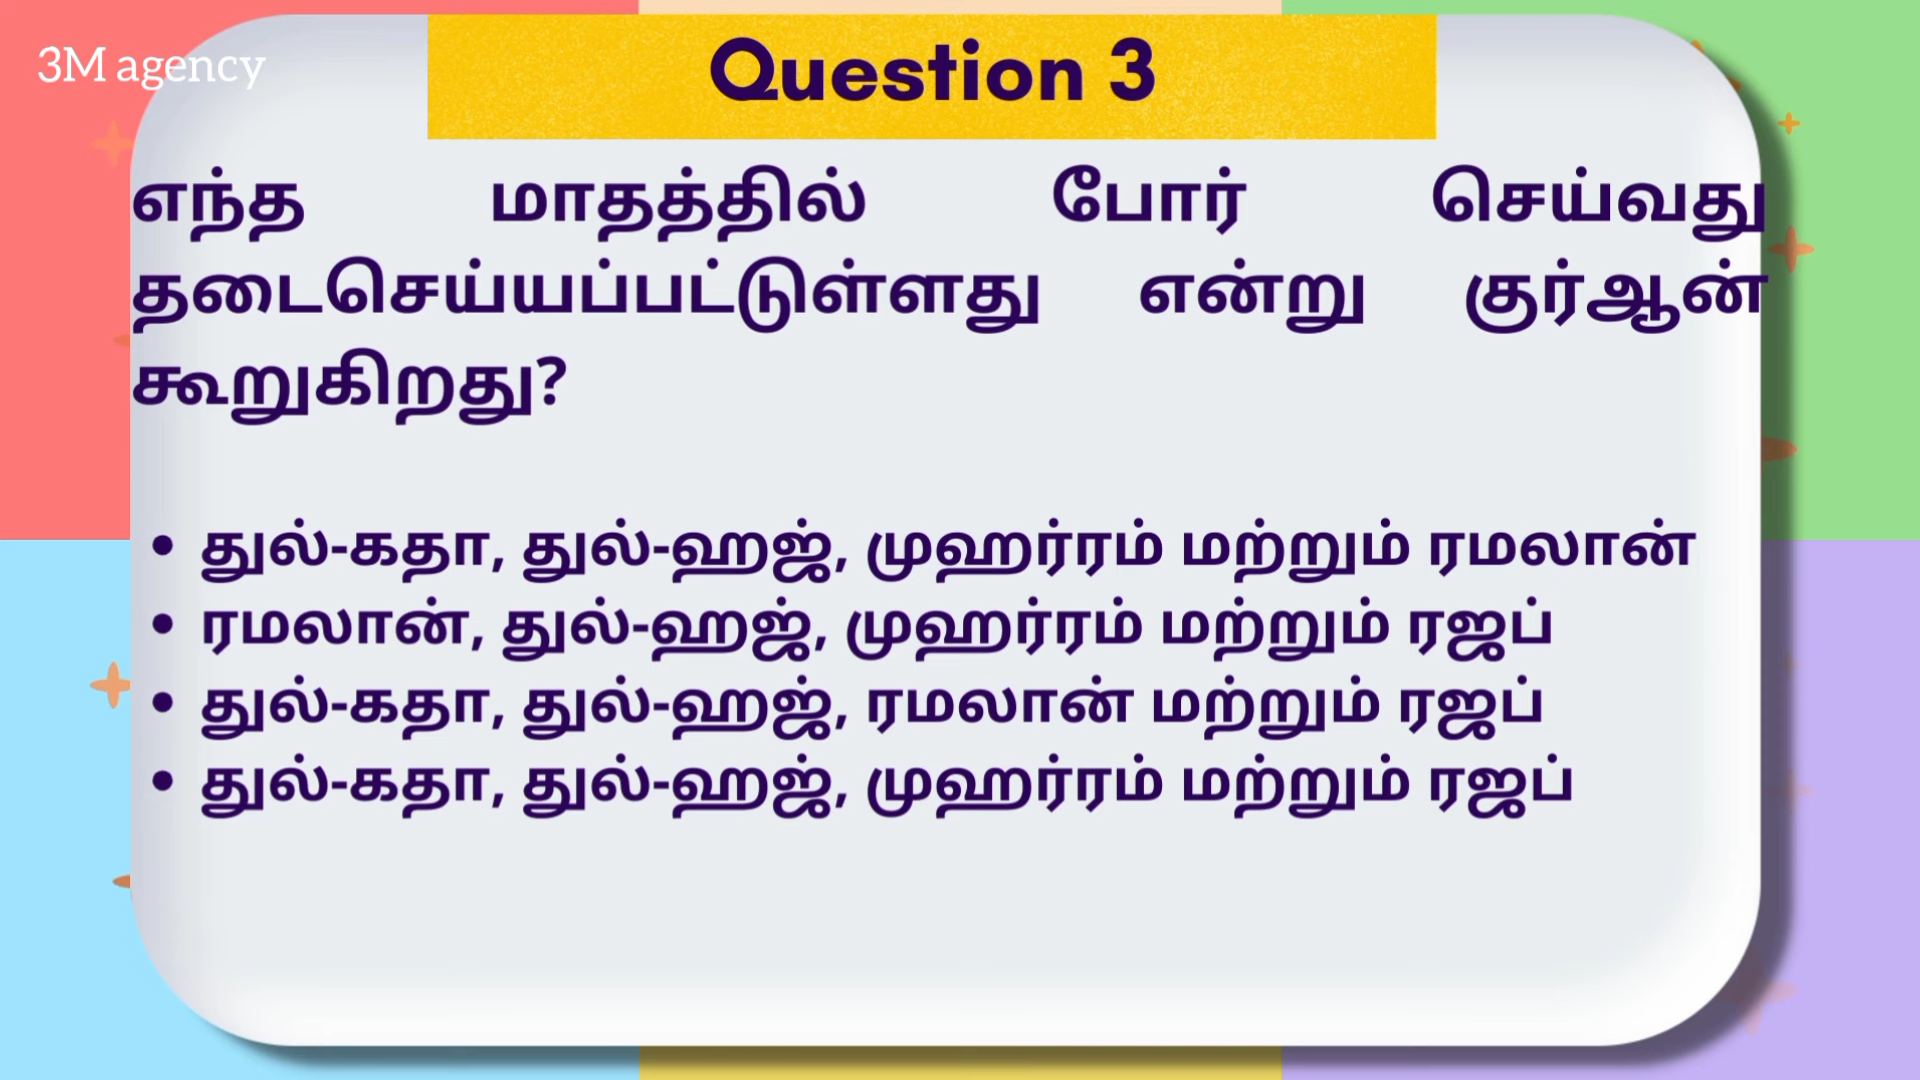 3M agency
Question 3
எந்த மாதத்தில் போர் செய்வது
தடைசெய்யப்பட்டுள்ளது என்று குர்ஆன்
கூறுகிறது?
• துல்-கதா, துல்-ஹஜ், முஹர்ரம் மற்றும் ரமலான்
• ரமலான், துல்-ஹஜ், முஹர்ரம் மற்றும் ரஜப்
• துல்-கதா, துல்-ஹஜ், ரமலான் மற்றும் ரஜப்
• துல்-கதா, துல்-ஹஜ், முஹர்ரம் மற்றும் ரஜப்